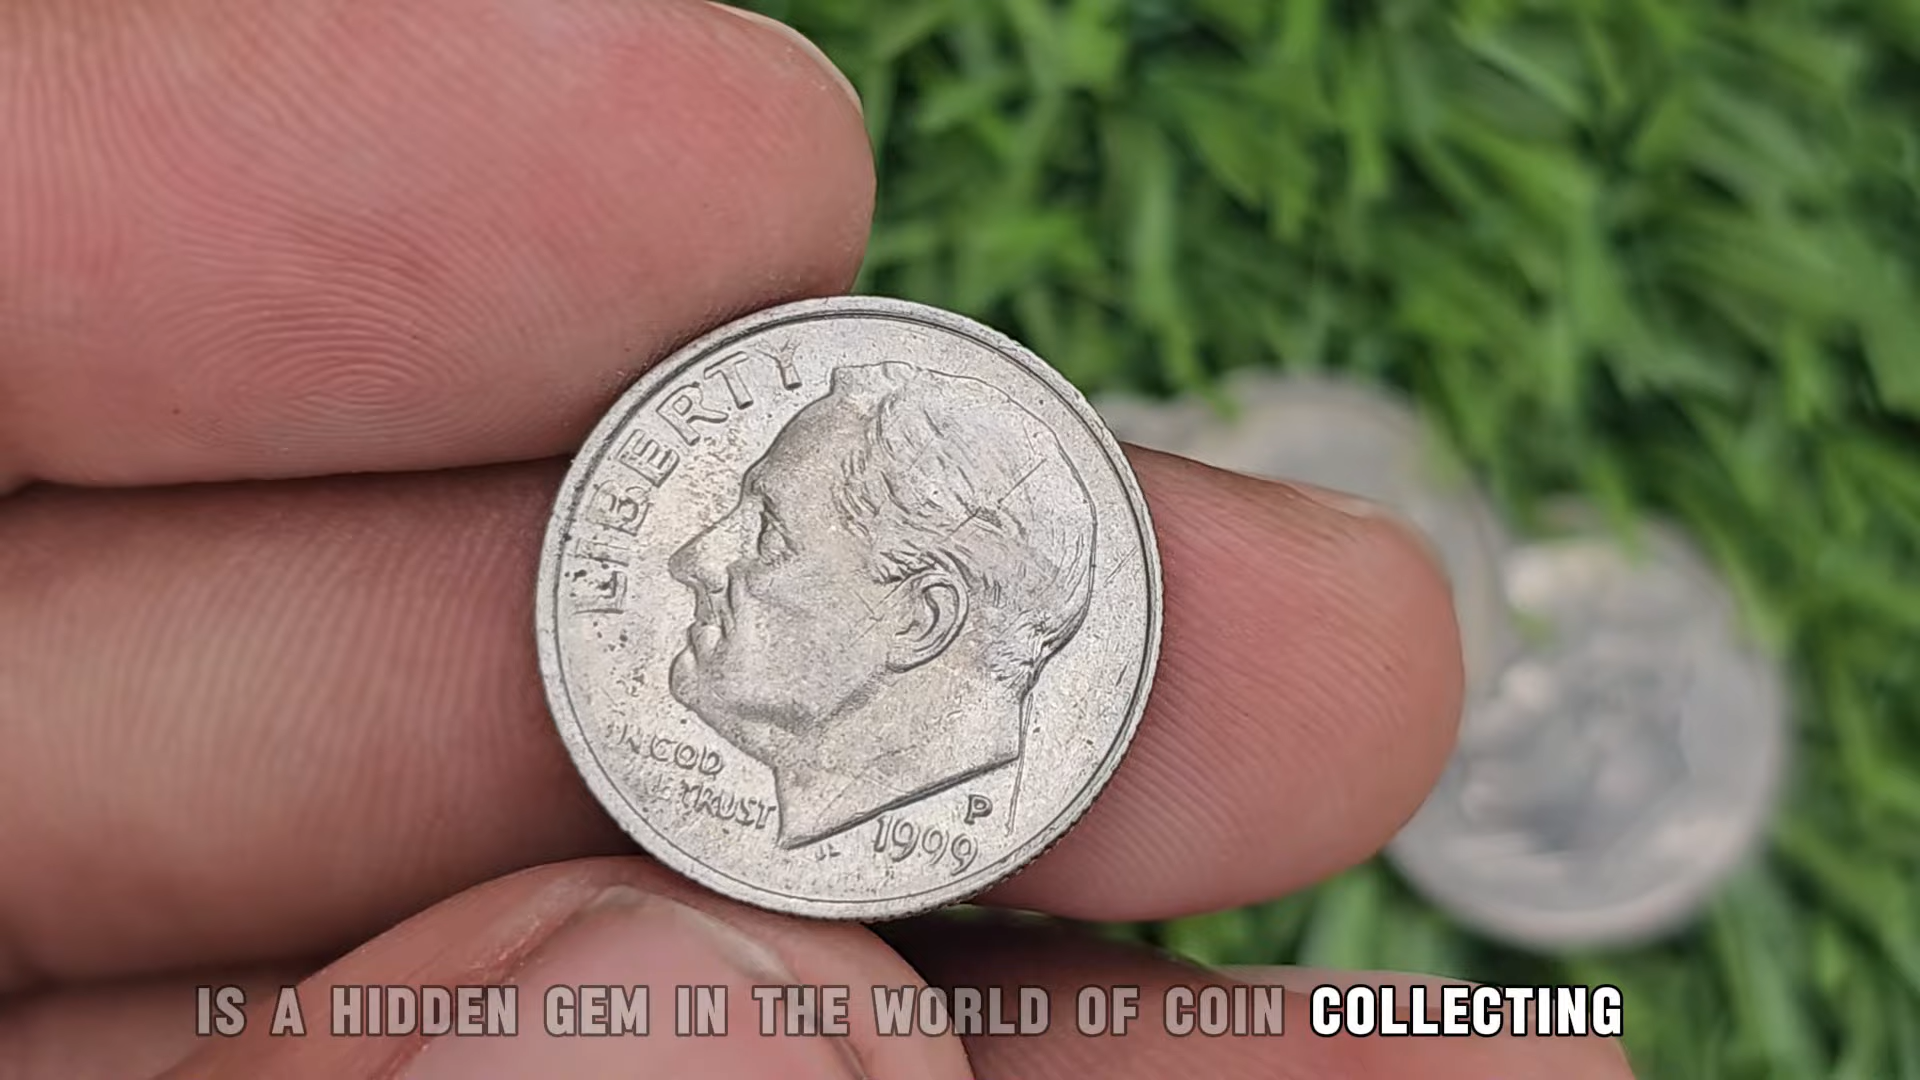 LIBERTY
IN GOD
WE TRUST
P
1999
IS A HIDDEN GEM IN THE WORLD OF COIN COLLECTING